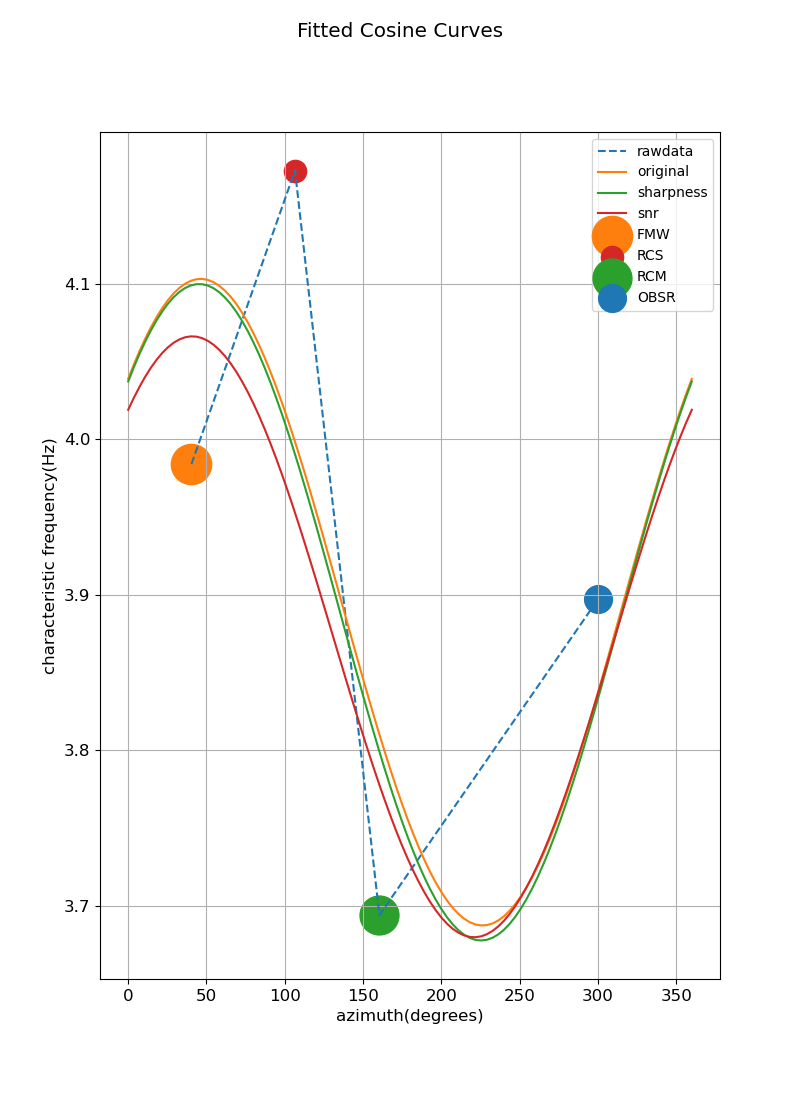 Fitted Cosine Curves
rawdata
original
sharpness
snr
FMW
RCS
RCM
OBSR
4.1
4.0
3.9
3.8
3.7
characteristic frequency(Hz)
0 50 100 150 200 250 300 350
azimuth(degrees)